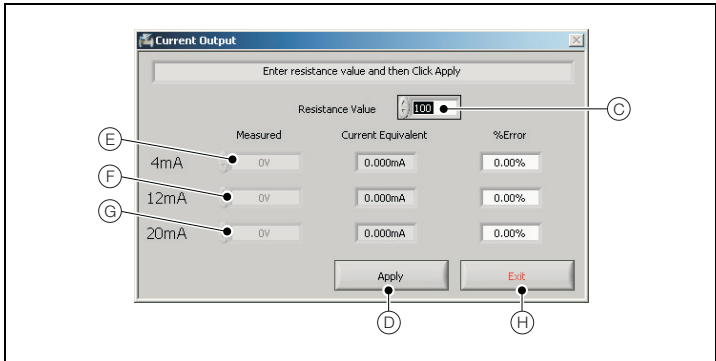 Current Output
Enter resistance value and then Click Apply
Resistance Value 100 C
Measured Current Equivalent %Error
E
4mA 0V 0.000mA 0.00%
F
12mA 0V 0.000mA 0.00%
G
20mA 0V 0.000mA 0.00%
Apply Exit
D H